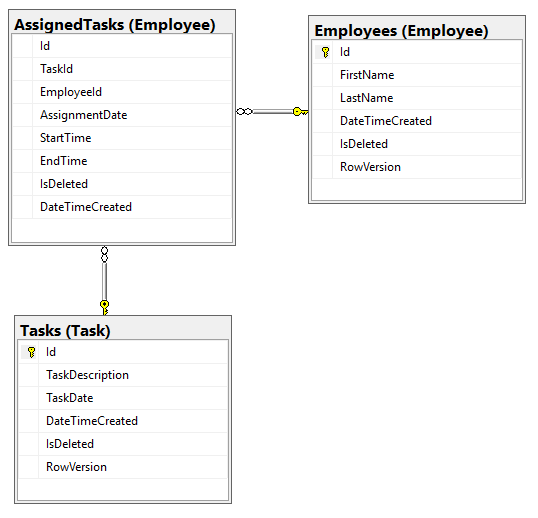 AssignedTasks (Employee)
Id
TaskId
EmployeeId
AssignmentDate
StartTime
EndTime
IsDeleted
DateTimeCreated
Employees (Employee)
Id
FirstName
LastName
DateTimeCreated
IsDeleted
RowVersion
Tasks (Task)
Id
TaskDescription
TaskDate
DateTimeCreated
IsDeleted
RowVersion